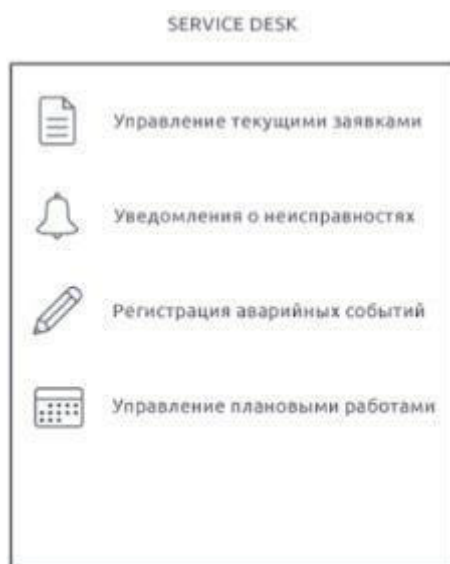 SERVICE DESK
Управление текущими заявками
Уведомления о неисправностях
Регистрация аварийных событий
Управление плановыми работами